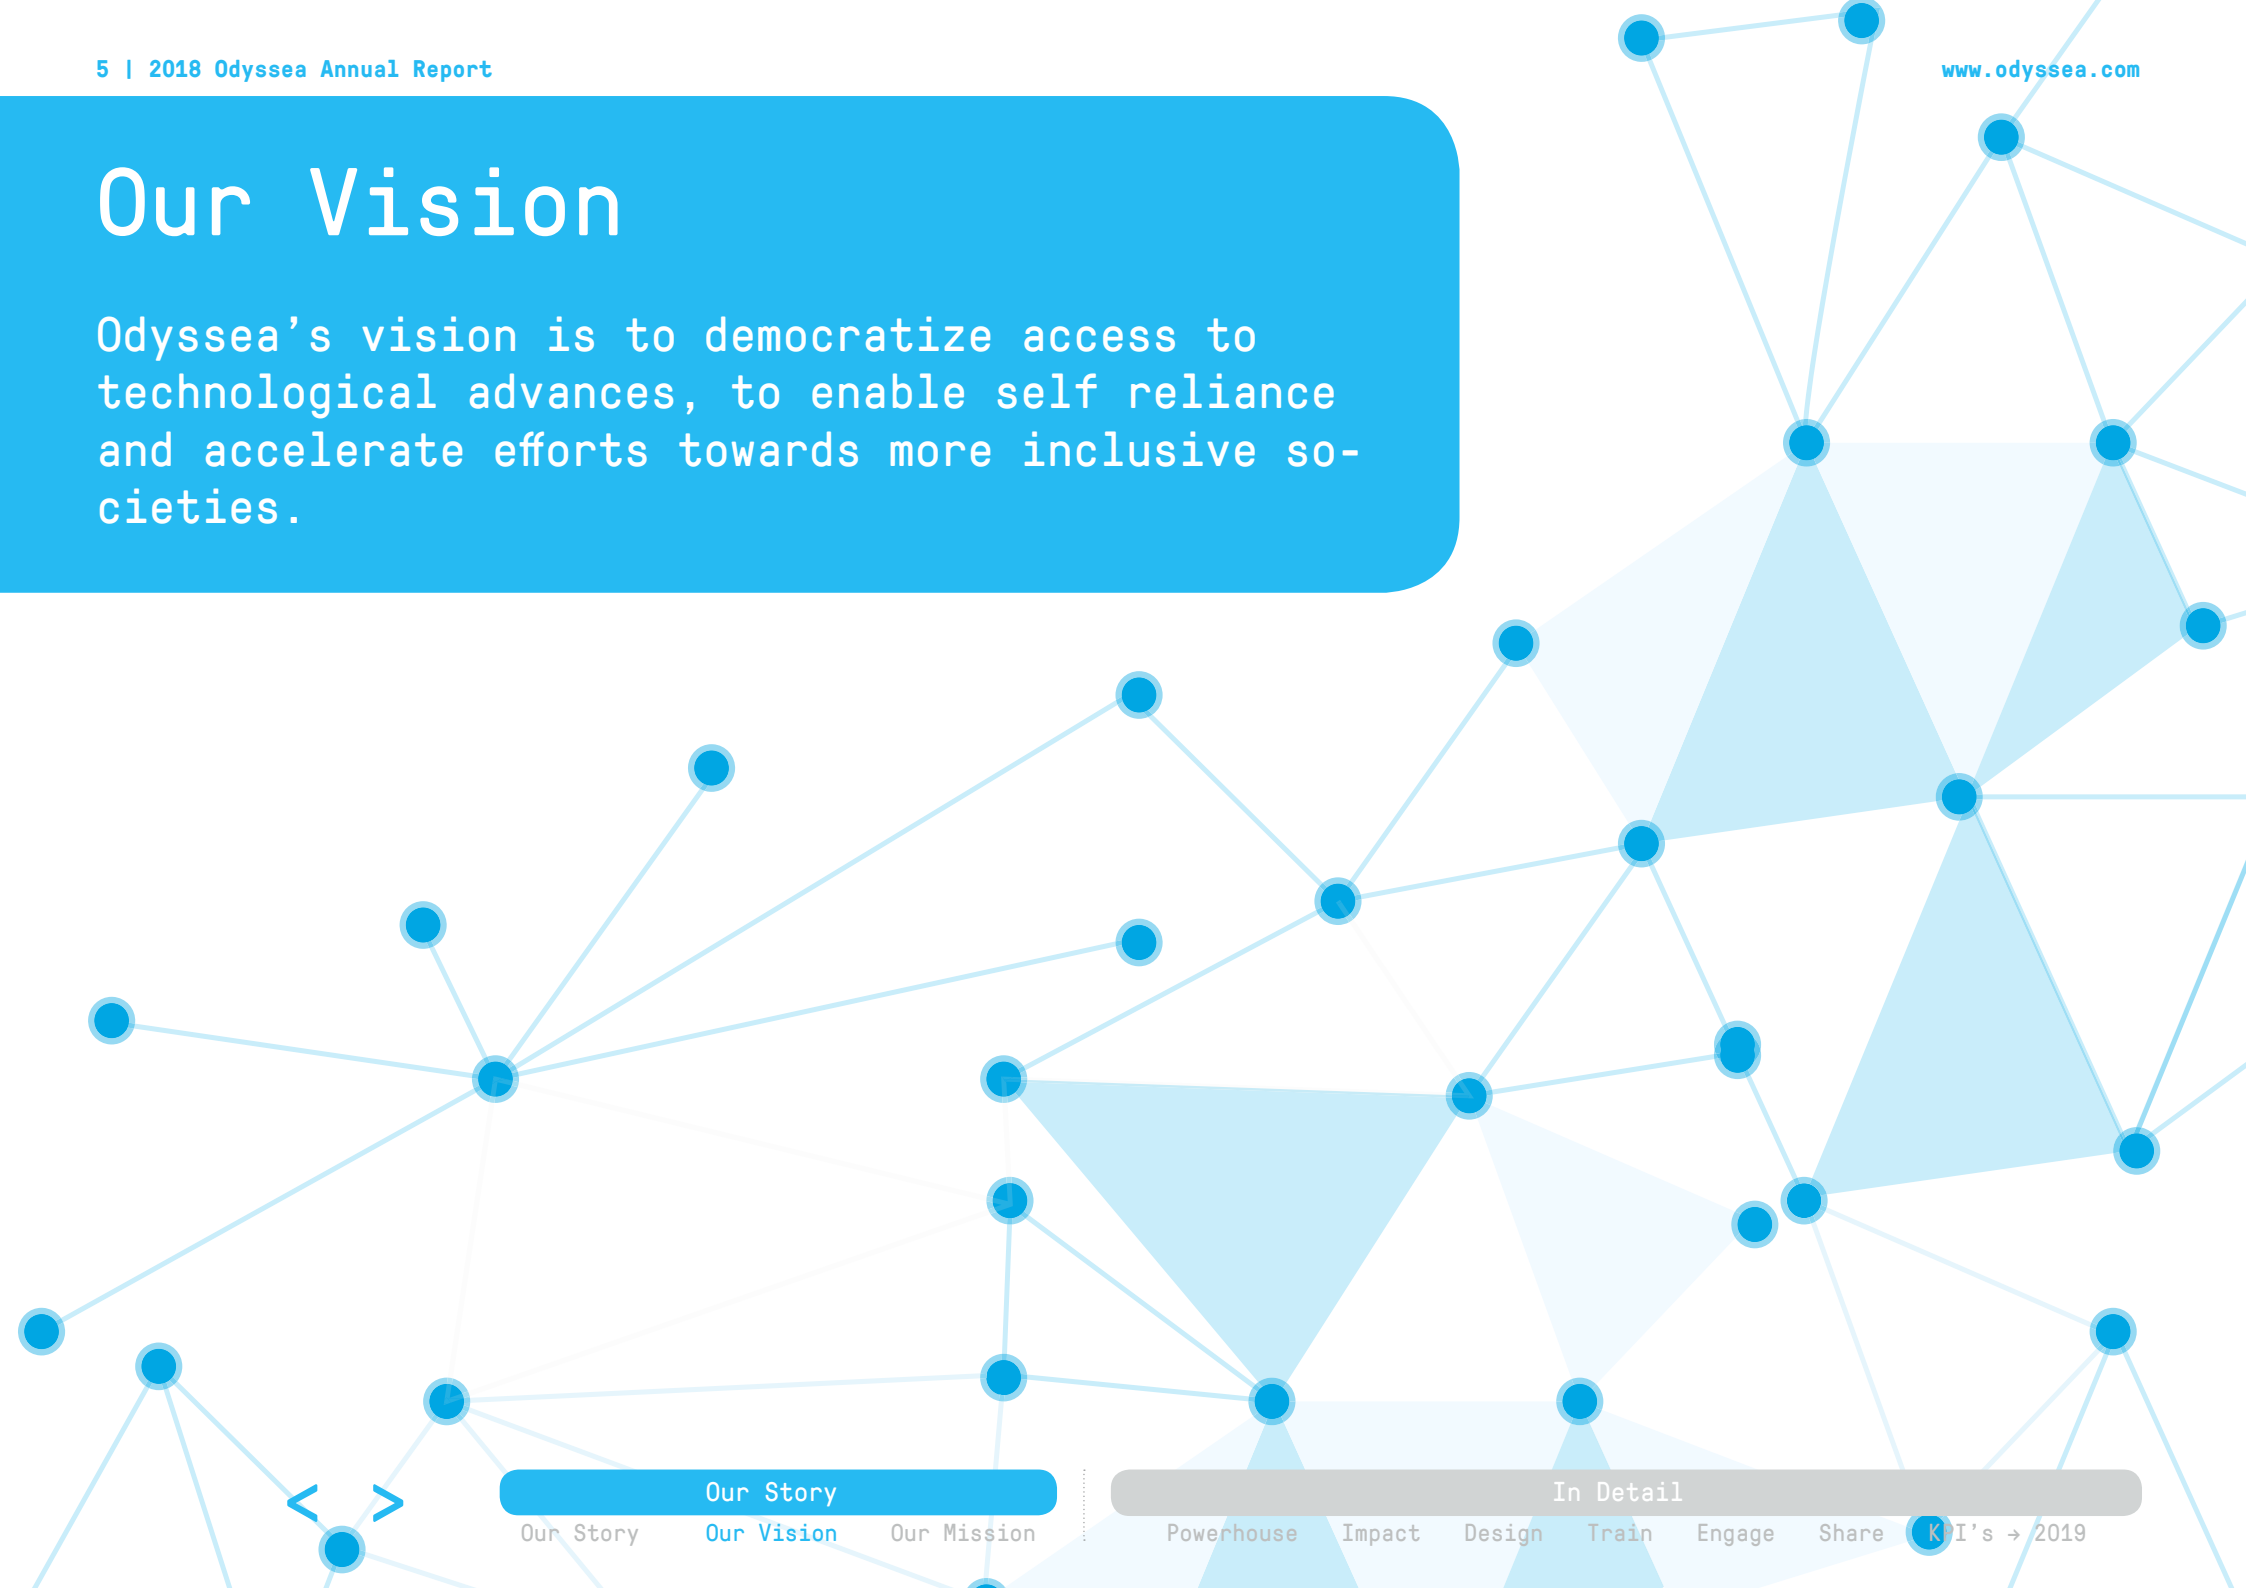 5 | 2018 Odyssea Annual Report
www.odyssea.com
Our Vision
Odyssea’s vision is to democratize access to
technological advances, to enable self reliance
and accelerate efforts towards more inclusive so-
cieties.
< >
Our Story
In Detail
Our Story Our Vision Our Mission
Powerhouse Impact Design Train Engage Share KPI’s → 2019